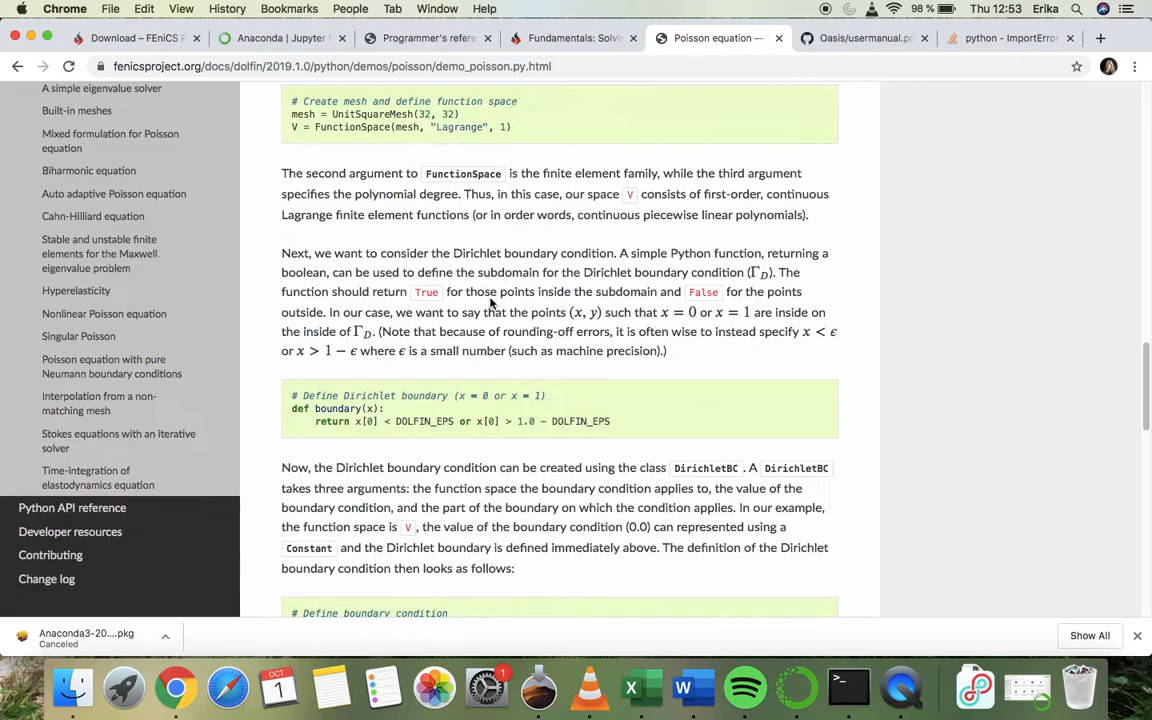 Chrome File Edit View History Bookmarks People Tab Window Help 98 % Thu 12:53 Erika
Download – FEniCS P
Anaconda | Jupyter N
Programmer's refere
Fundamentals: Solvin
Poisson equation —
Oasis/usermanual.pd
python - ImportError
fenicsproject.org/docs/dolfin/2019.1.0/python/demos/poisson/demo_poisson.py.html
A simple eigenvalue solver
Built-in meshes
Mixed formulation for Poisson
equation
Biharmonic equation
Auto adaptive Poisson equation
Cahn-Hilliard equation
Stable and unstable finite
elements for the Maxwell
eigenvalue problem
Hyperelasticity
Nonlinear Poisson equation
Singular Poisson
Poisson equation with pure
Neumann boundary conditions
Interpolation from a non-
matching mesh
Stokes equations with an iterative
solver
Time-integration of
elastodynamics equation
Python API reference
Developer resources
Contributing
Change log
# Create mesh and define function space
mesh = UnitSquareMesh(32, 32)
V = FunctionSpace(mesh, "Lagrange", 1)
The second argument to FunctionSpace is the finite element family, while the third argument
specifies the polynomial degree. Thus, in this case, our space V consists of first-order, continuous
Lagrange finite element functions (or in order words, continuous piecewise linear polynomials).
Next, we want to consider the Dirichlet boundary condition. A simple Python function, returning a
boolean, can be used to define the subdomain for the Dirichlet boundary condition (Γ_D). The
function should return True for those points inside the subdomain and False for the points
outside. In our case, we want to say that the points (x, y) such that x = 0 or x = 1 are inside on
the inside of Γ_D. (Note that because of rounding-off errors, it is often wise to instead specify x < ϵ
or x > 1 − ϵ where ϵ is a small number (such as machine precision).)
# Define Dirichlet boundary (x = 0 or x = 1)
def boundary(x):
return x[0] < DOLFIN_EPS or x[0] > 1.0 - DOLFIN_EPS
Now, the Dirichlet boundary condition can be created using the class DirichletBC. A DirichletBC
takes three arguments: the function space the boundary condition applies to, the value of the
boundary condition, and the part of the boundary on which the condition applies. In our example,
the function space is V, the value of the boundary condition (0.0) can represented using a
Constant and the Dirichlet boundary is defined immediately above. The definition of the Dirichlet
boundary condition then looks as follows:
# Define boundary condition
Anaconda3-20....pkg
Canceled
Show All
OCT
1
1